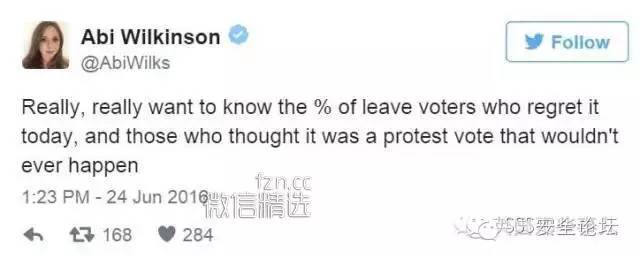 Abi Wilkinson
@AbiWilks
Follow
Really, really want to know the % of leave voters who regret it
today, and those who thought it was a protest vote that wouldn't
ever happen
1:23 PM - 24 Jun 2016
fzn.cc
微信精选
168
284